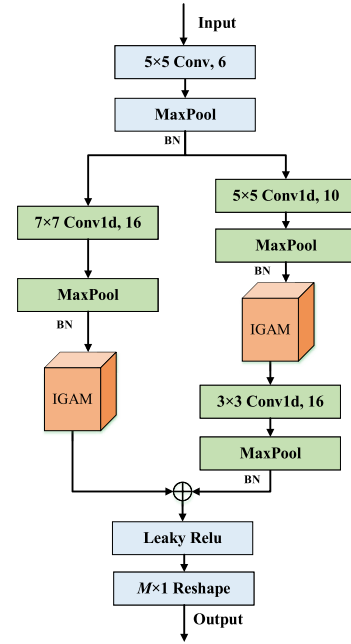 Input
5×5 Conv, 6
MaxPool
BN
7×7 Conv1d, 16
MaxPool
BN
IGAM
5×5 Conv1d, 10
MaxPool
BN
IGAM
3×3 Conv1d, 16
MaxPool
BN
Leaky Relu
M×1 Reshape
Output